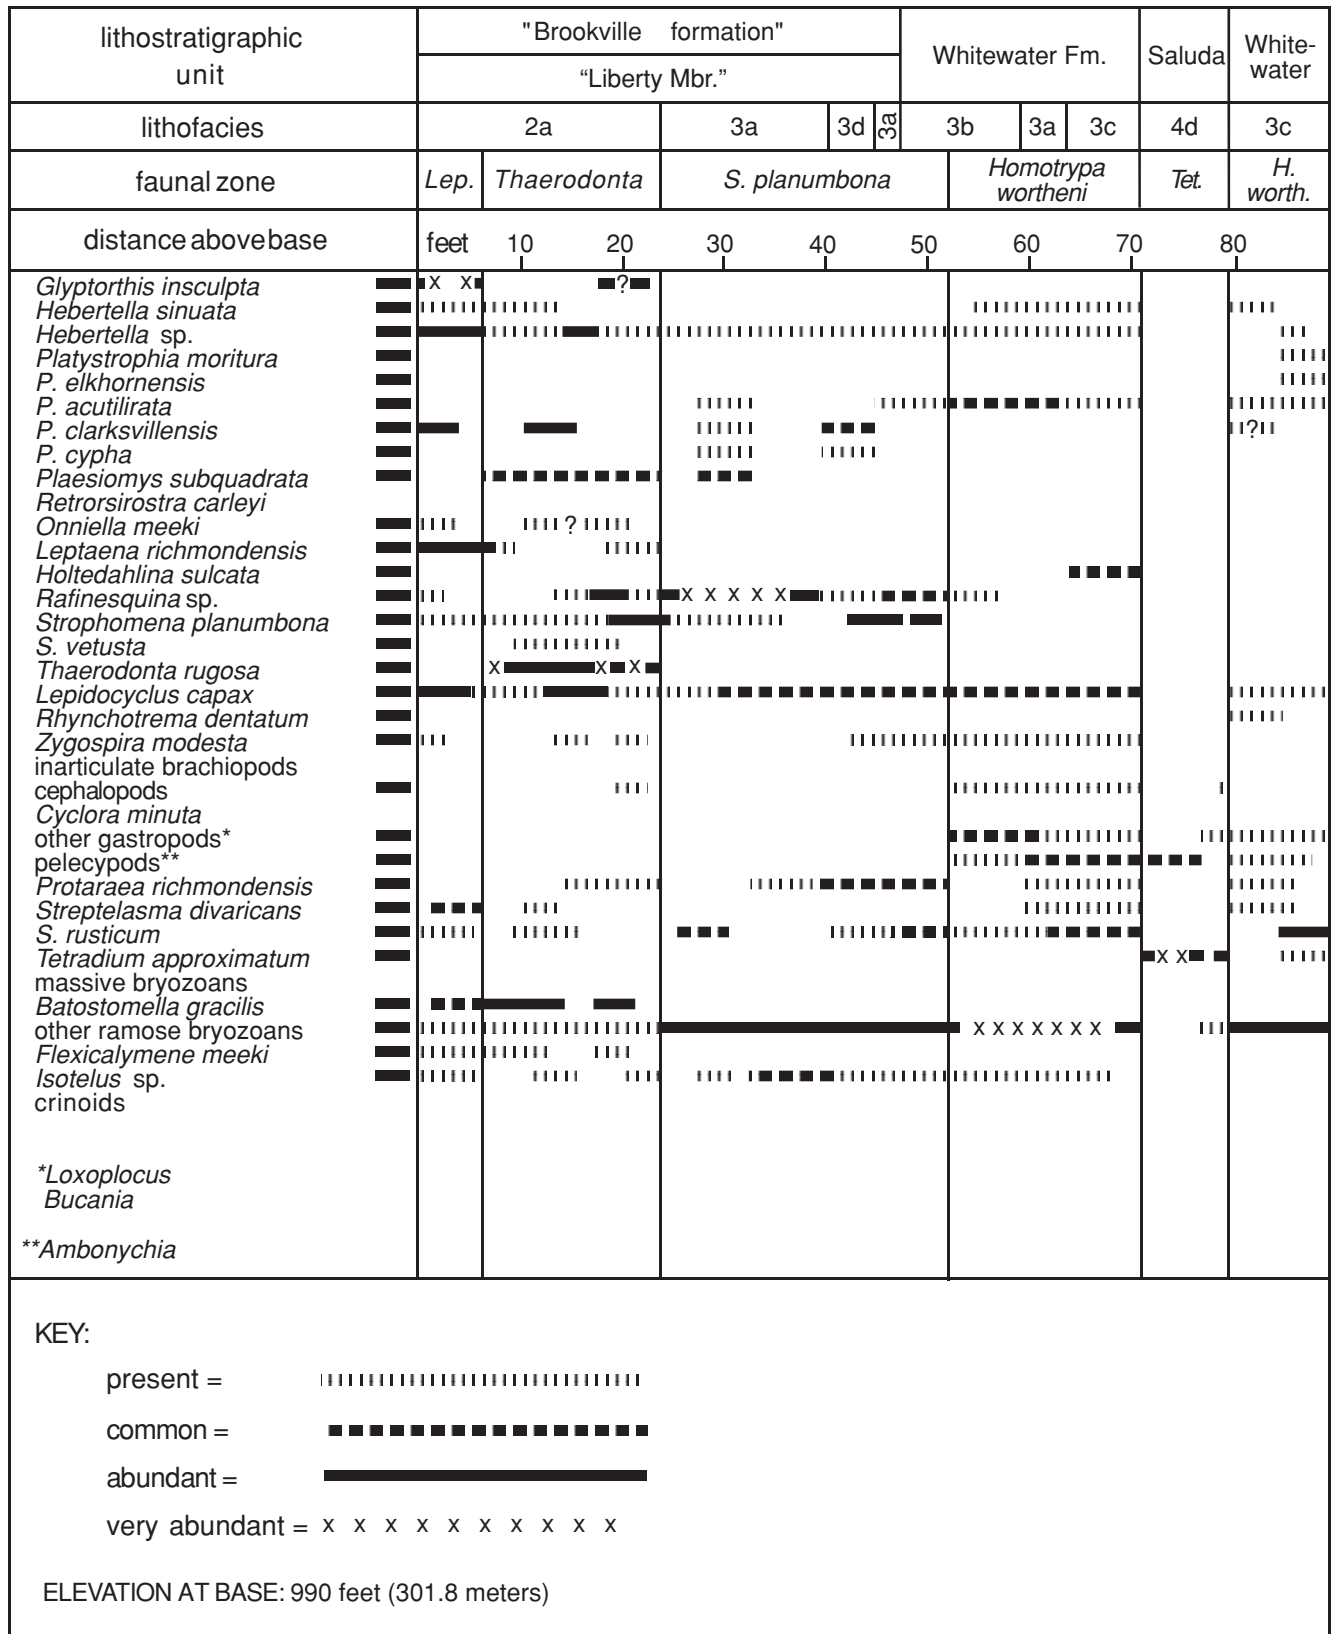 lithostratigraphic
unit
"Brookville formation"
“Liberty Mbr.”
Whitewater Fm.
Saluda
White-
water
lithofacies
2a
3a
3d
3a
3b
3a
3c
4d
3c
faunal zone
Lep.
Thaerodonta
S. planumbona
Homotrypa
wortheni
Tet.
H.
worth.
distance above base
feet 10 20 30 40 50 60 70 80
Glyptorthis insculpta x x ?
Hebertella sinuata
Hebertella sp.
Platystrophia moritura
P. elkhornensis
P. acutilirata
P. clarksvillensis ?
P. cypha
Plaesiomys subquadrata
Retrorsirostra carleyi
Onniella meeki ?
Leptaena richmondensis
Holtedahlina sulcata
Rafinesquina sp. x x x x x
Strophomena planumbona
S. vetusta
Thaerodonta rugosa x x x
Lepidocyclus capax
Rhynchotrema dentatum
Zygospira modesta
inarticulate brachiopods
cephalopods
Cyclora minuta
other gastropods*
pelecypods**
Protaraea richmondensis
Streptelasma divaricans
S. rusticum
Tetradium approximatum x x
massive bryozoans
Batostomella gracilis
other ramose bryozoans x x x x x x x
Flexicalymene meeki
Isotelus sp.
crinoids
*Loxoplocus
Bucania
**Ambonychia
KEY:
present =
common =
abundant =
very abundant = x x x x x x x x x x
ELEVATION AT BASE: 990 feet (301.8 meters)